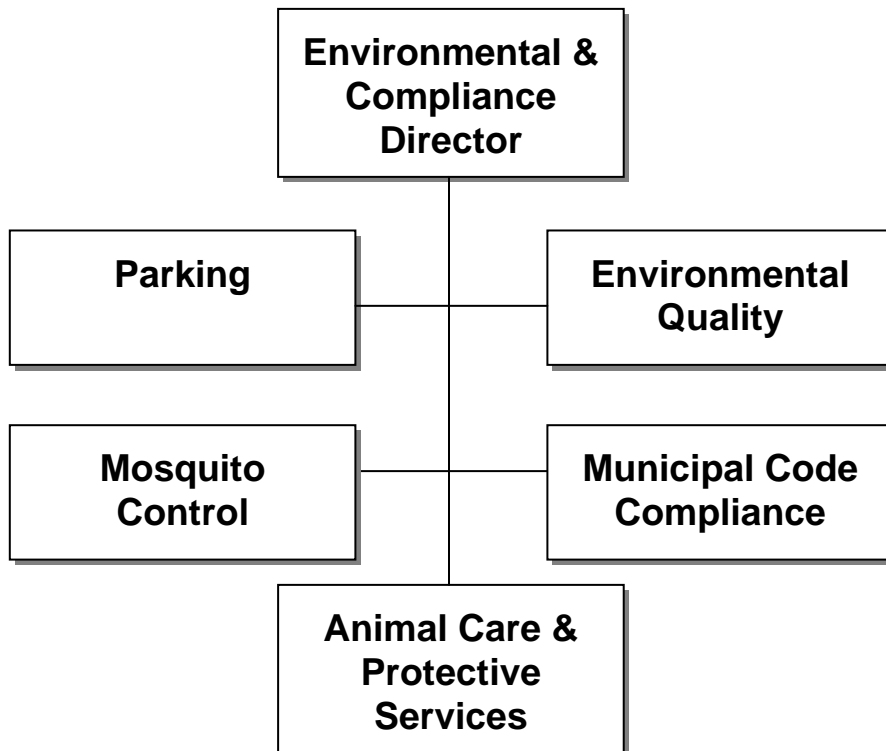 Environmental &
Compliance
Director
Parking
Environmental
Quality
Mosquito
Control
Municipal Code
Compliance
Animal Care &
Protective
Services